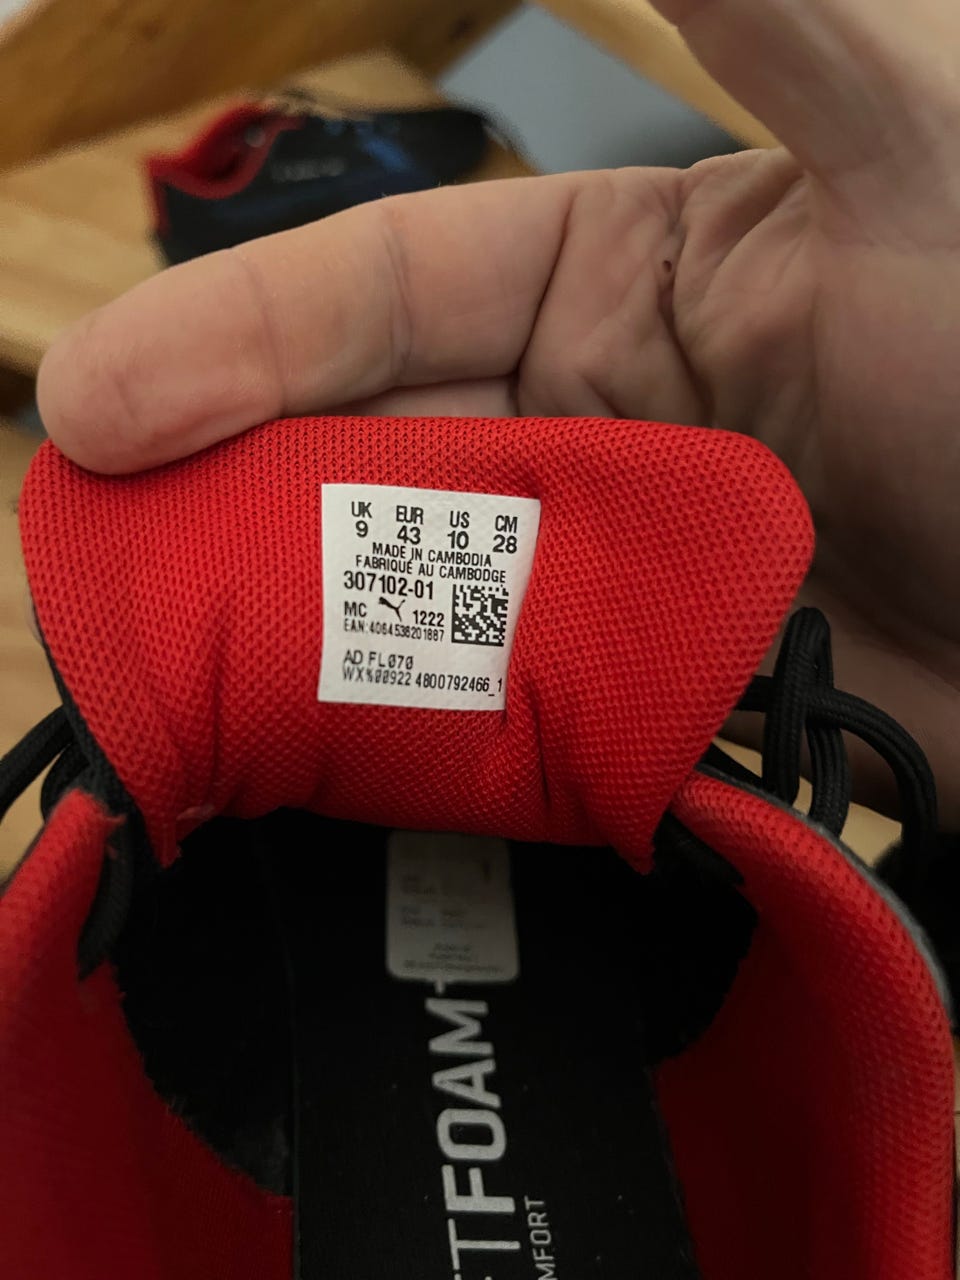 UK EUR US CM
9 43 10 28
MADE IN CAMBODIA
FABRIQUÉ AU CAMBODGE
307102-01
MC 1222
EAN:4064536201887
AD FL070
WX%00922 4800792466_1
TFOAM+
MFORT